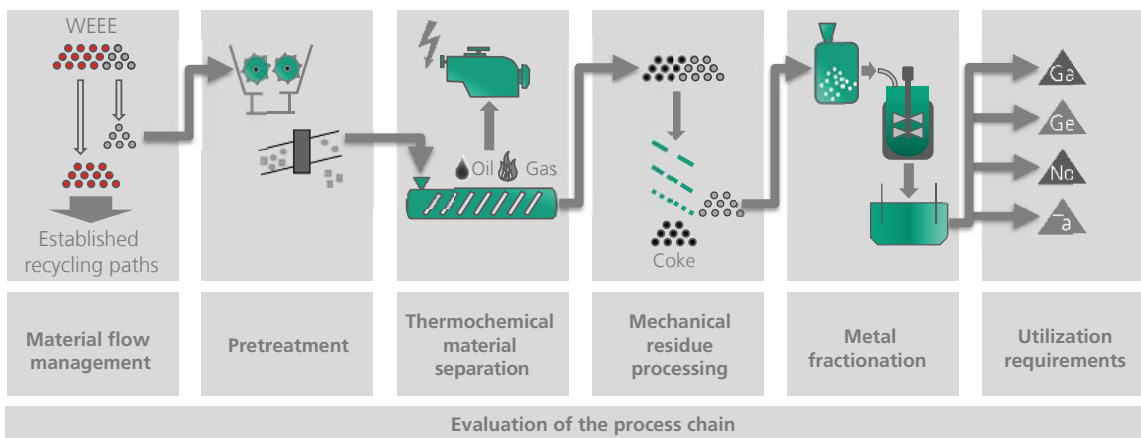 WEEE
Established
recycling paths
Oil
Gas
Coke
Ga
Ge
Material flow
management
Pretreatment
Thermochemical
material
separation
Mechanical
residue
processing
Metal
fractionation
Utilization
requirements
Evaluation of the process chain